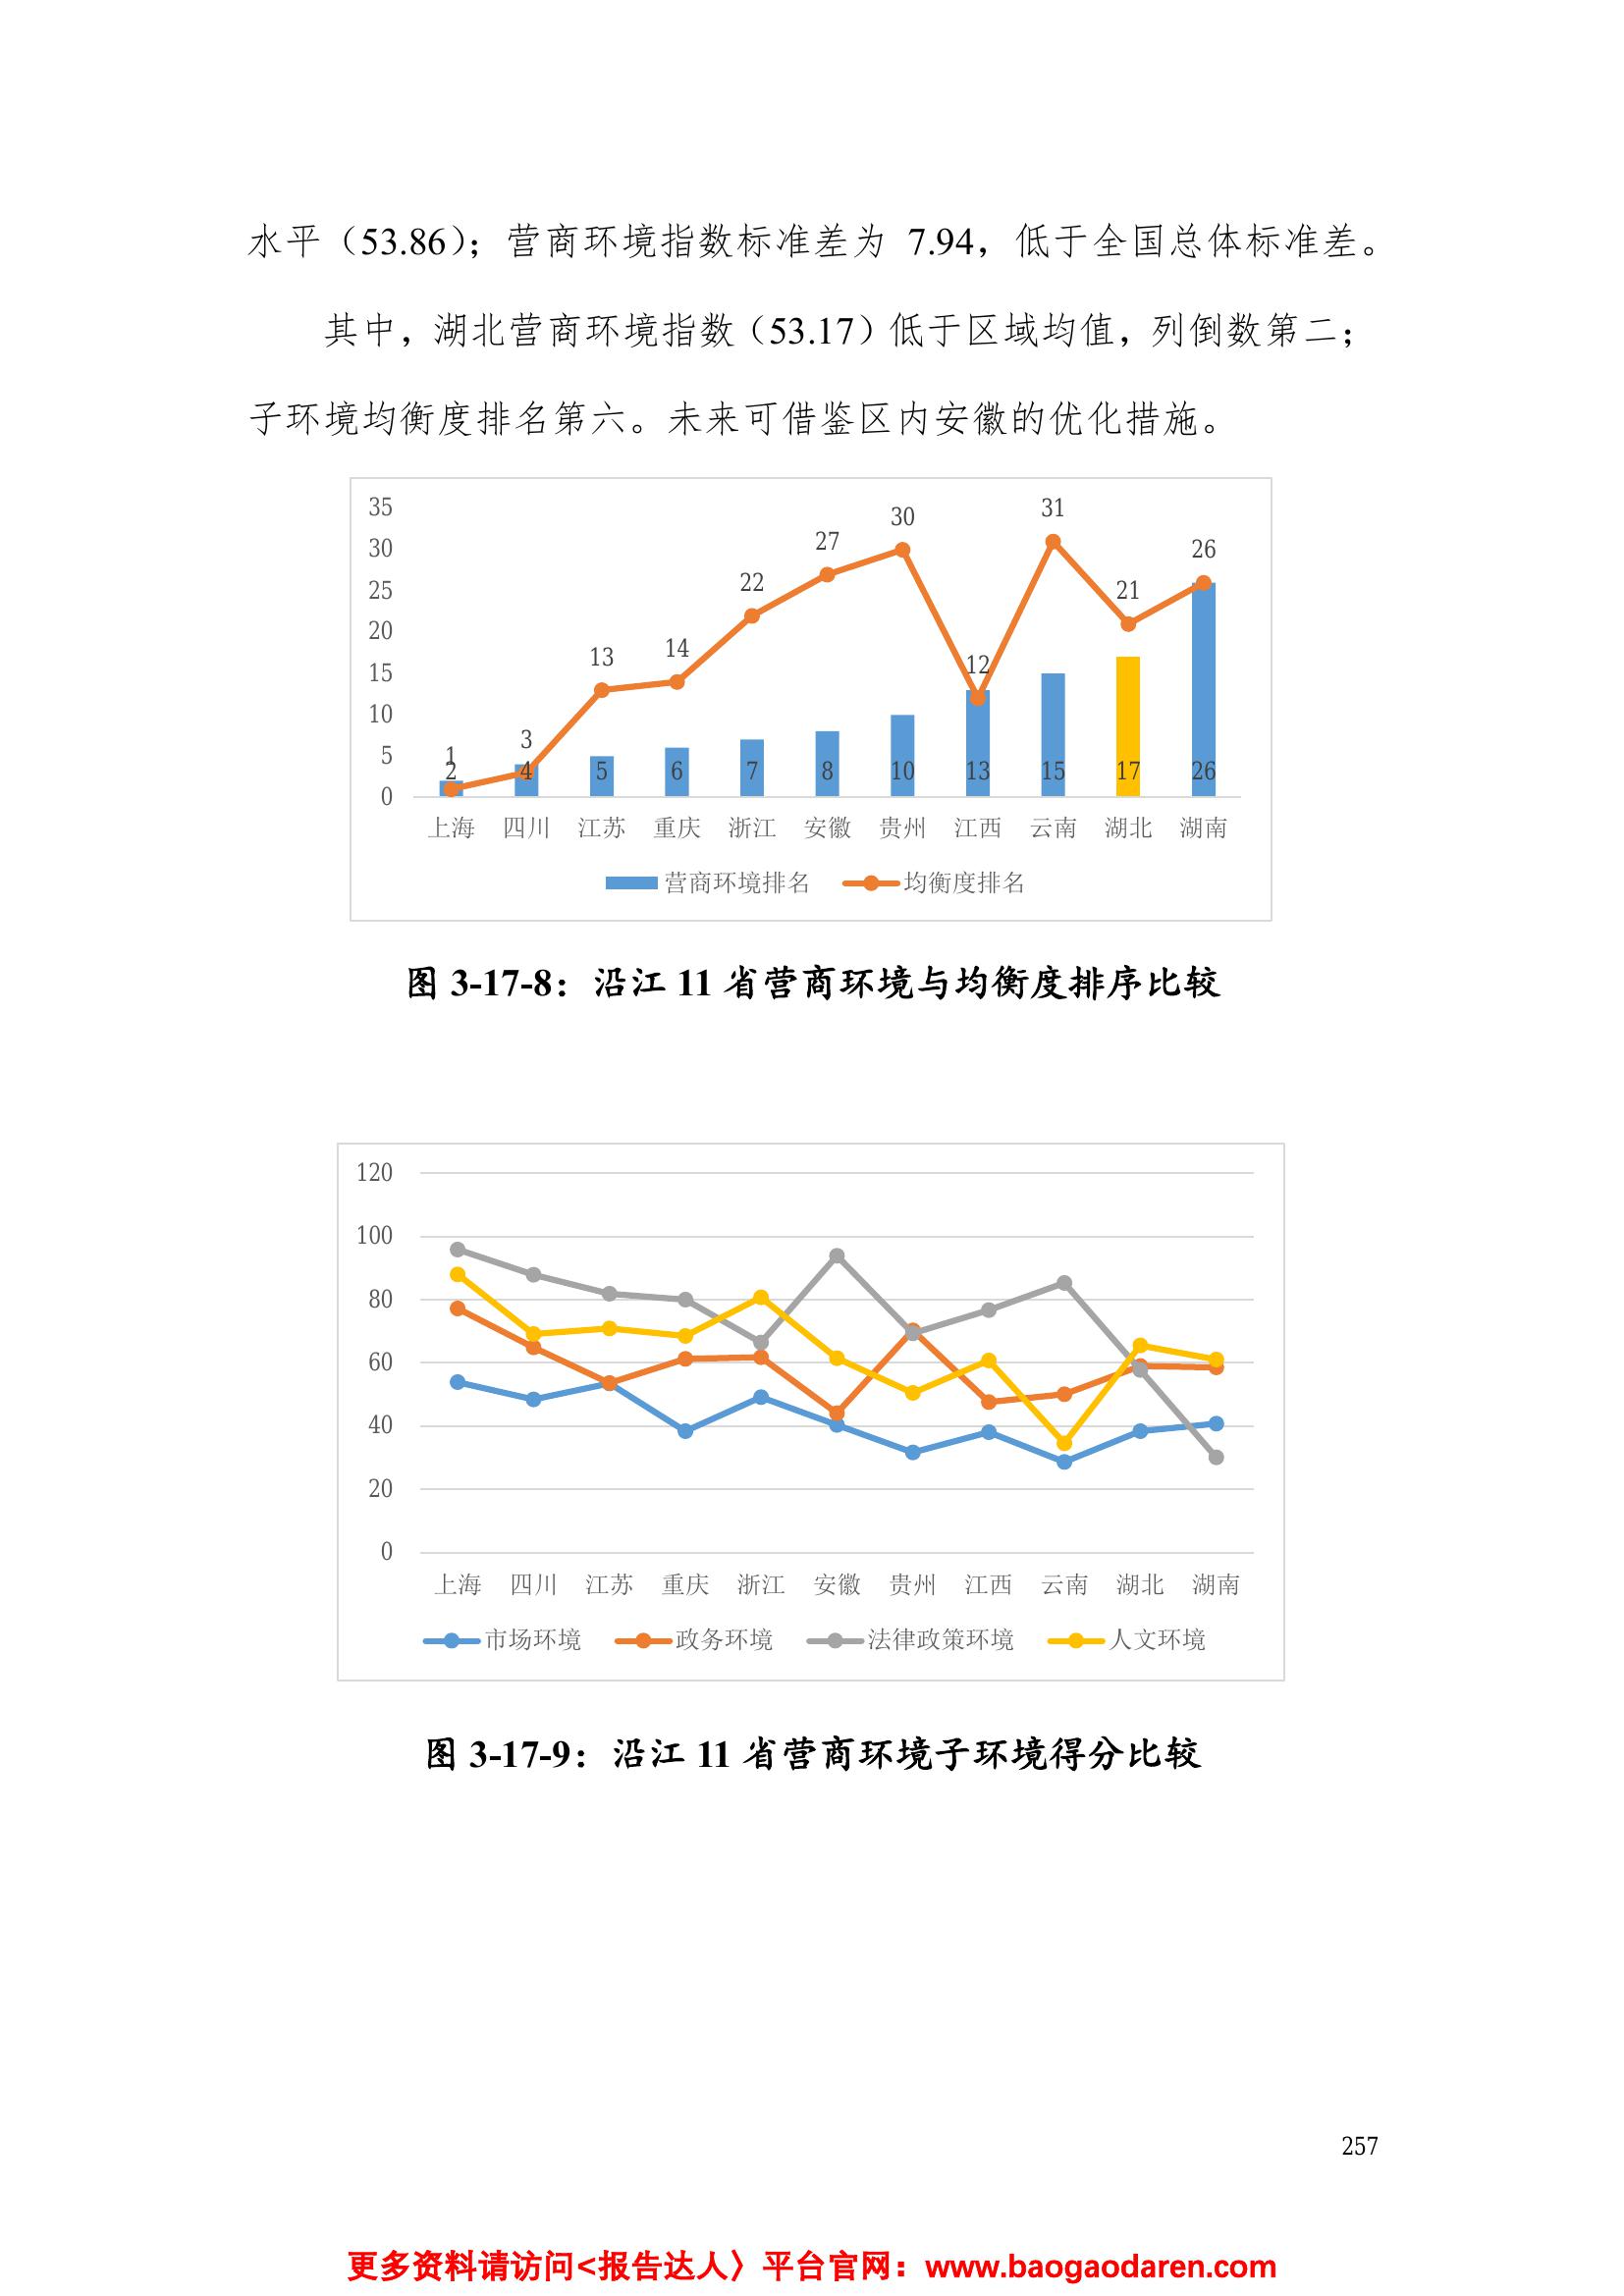 水平（53.86）；营商环境指数标准差为 7.94，低于全国总体标准差。
其中，湖北营商环境指数（53.17）低于区域均值，列倒数第二；
子环境均衡度排名第六。未来可借鉴区内安徽的优化措施。
35
30
25
20
15
10
5
0
1 3 13 14 22 27 30 12 31 21 26
2 4 5 6 7 8 10 13 15 17 26
上海 四川 江苏 重庆 浙江 安徽 贵州 江西 云南 湖北 湖南
营商环境排名 均衡度排名
图 3-17-8：沿江 11 省营商环境与均衡度排序比较
120
100
80
60
40
20
0
上海 四川 江苏 重庆 浙江 安徽 贵州 江西 云南 湖北 湖南
市场环境 政务环境 法律政策环境 人文环境
图 3-17-9：沿江 11 省营商环境子环境得分比较
257
更多资料请访问<报告达人〉平台官网：www.baogaodaren.com